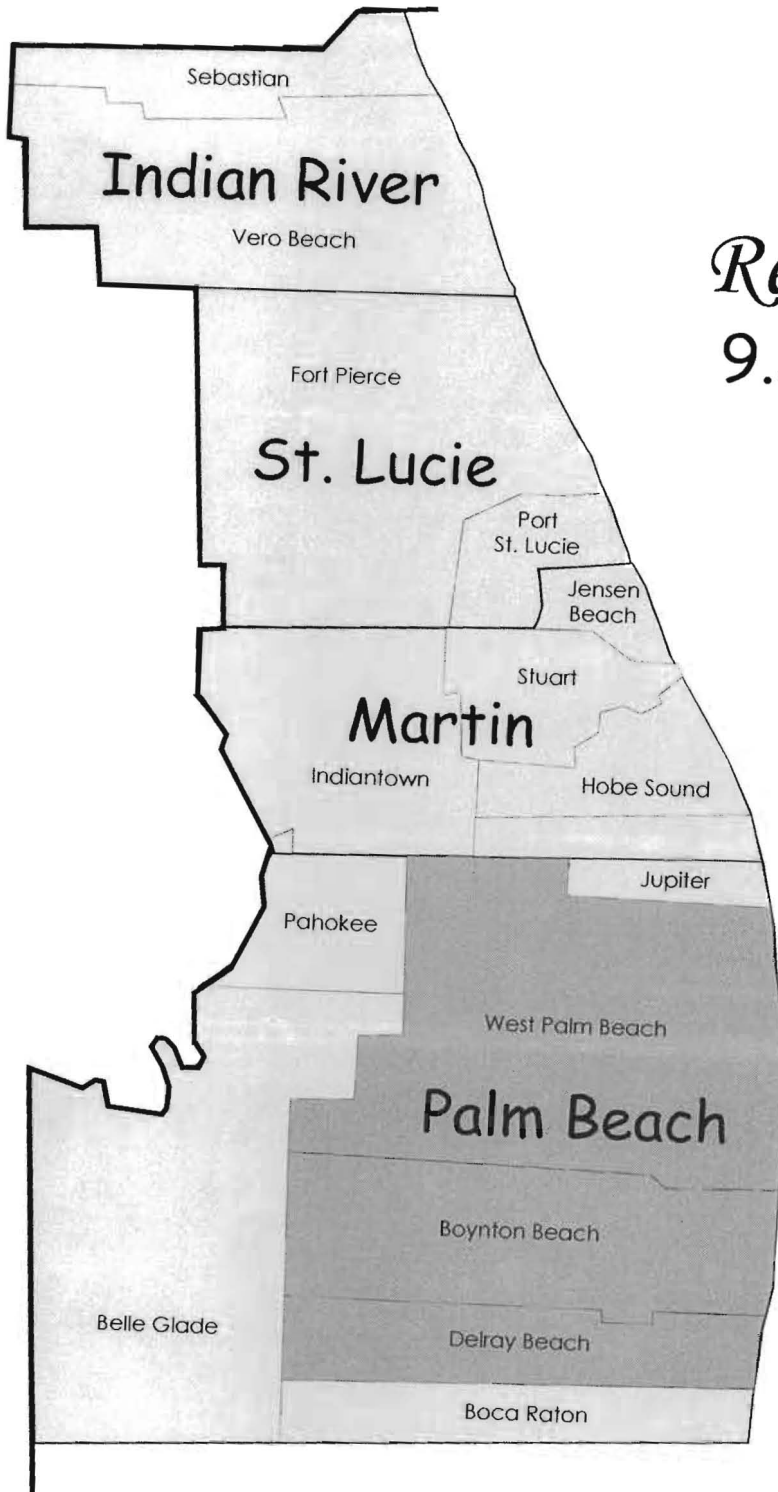 Sebastian
Indian River
Vero Beach
9.
Fort Pierce
St. Lucie
Port
St. Lucie
Jensen
Beach
Stuart
Martin
Indiantown
Hobe Sound
Jupiter
Pahokee
West Palm Beach
Palm Beach
Boynton Beach
Belle Glade
Delray Beach
Boca Raton